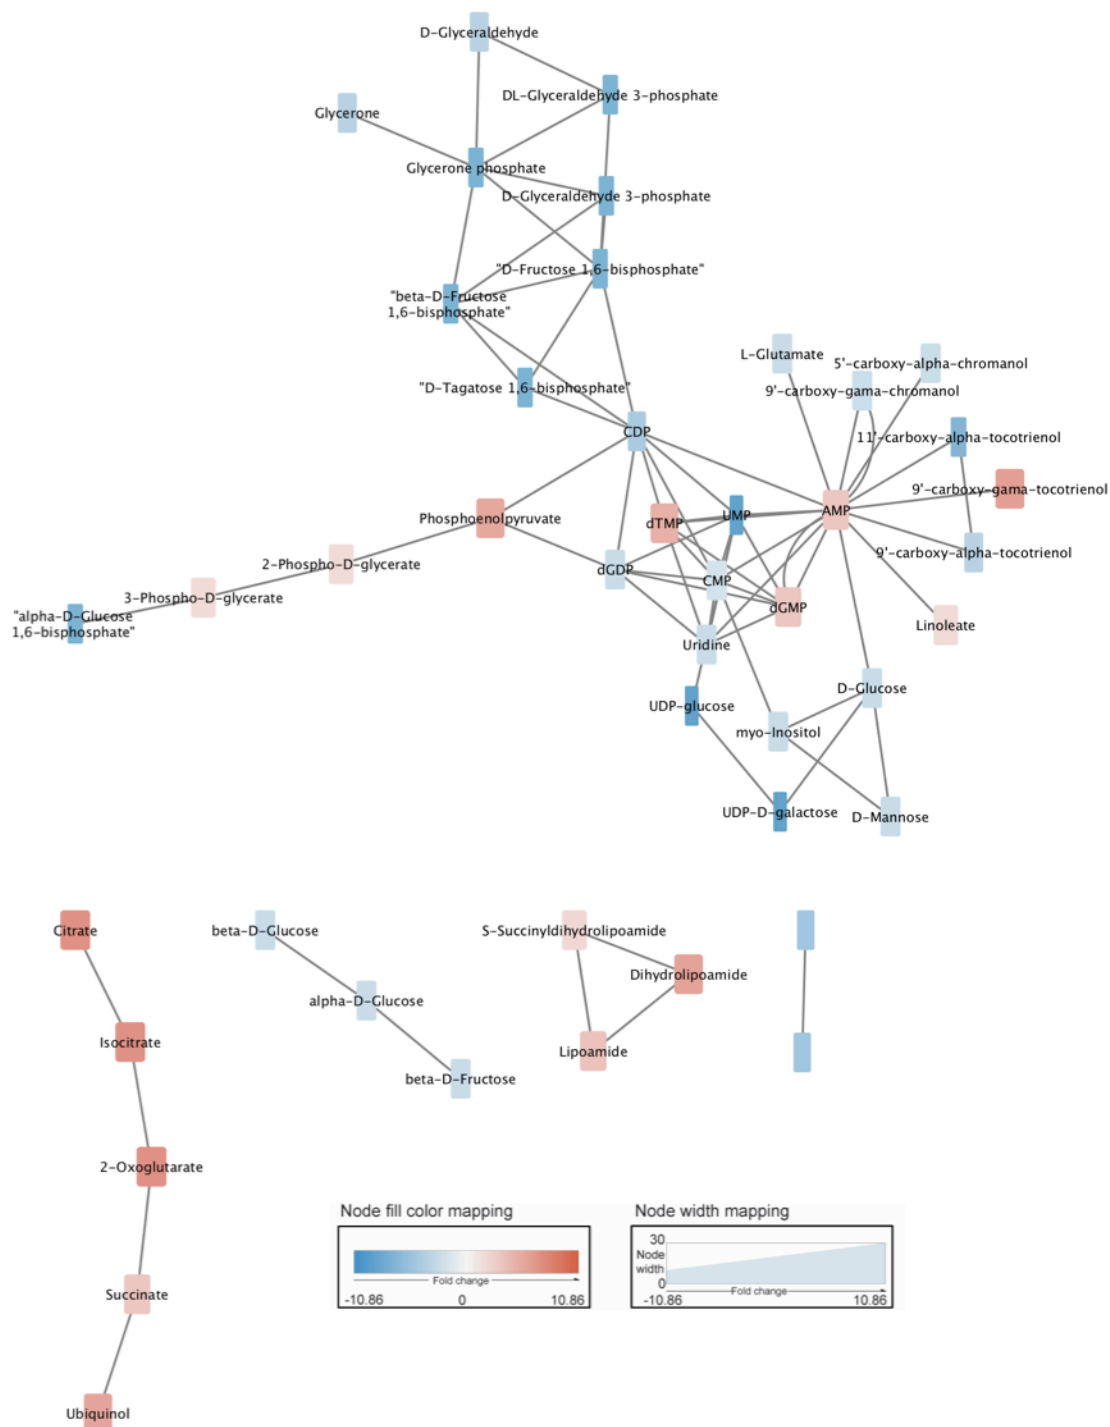 D-Glyceraldehyde
DL-Glyceraldehyde 3-phosphate
Glycerone
Glycerone phosphate
D-Glyceraldehyde 3-phosphate
"D-Fructose 1,6-bisphosphate"
"beta-D-Fructose
1,6-bisphosphate"
L-Glutamate
5'-carboxy-alpha-chromanol
"D-Tagatose 1,6-bisphosphate"
9'-carboxy-gama-chromanol
CDP
11'-carboxy-alpha-tocotrienol
9'-carboxy-gama-tocotrienol
Phosphoenolpyruvate
dTMP
UMP
AMP
9'-carboxy-alpha-tocotrienol
2-Phospho-D-glycerate
dGDP
CMP
3-Phospho-D-glycerate
dGMP
"alpha-D-Glucose
1,6-bisphosphate"
Linoleate
Uridine
D-Glucose
UDP-glucose
myo-Inositol
UDP-D-galactose
D-Mannose
Citrate
beta-D-Glucose
S-Succinyldihydrolipoamide
Dihydrolipoamide
alpha-D-Glucose
Isocitrate
Lipoamide
beta-D-Fructose
2-Oxoglutarate
Succinate
Ubiquinol
Node fill color mapping
Fold change
-10.86 0 10.86
Node width mapping
30
Node
width
0
Fold change
-10.86 10.86